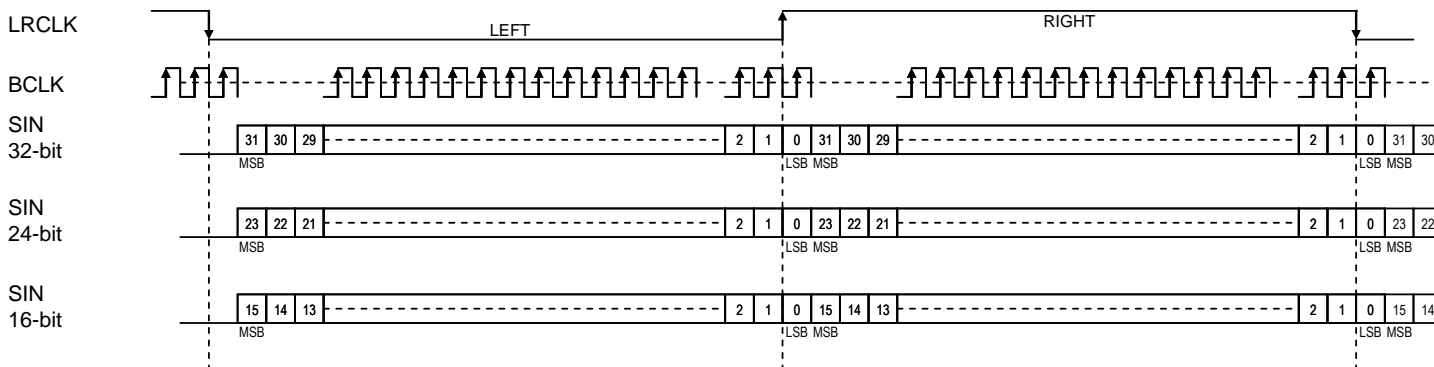 LRCLK
LEFT
RIGHT
BCLK
SIN
32-bit
31 30 29 2 1 0 31 30 29 2 1 0 31 30
MSB LSB MSB LSB MSB
SIN
24-bit
23 22 21 2 1 0 23 22 21 2 1 0 23 22
MSB LSB MSB LSB MSB
SIN
16-bit
15 14 13 2 1 0 15 14 13 2 1 0 15 14
MSB LSB MSB LSB MSB